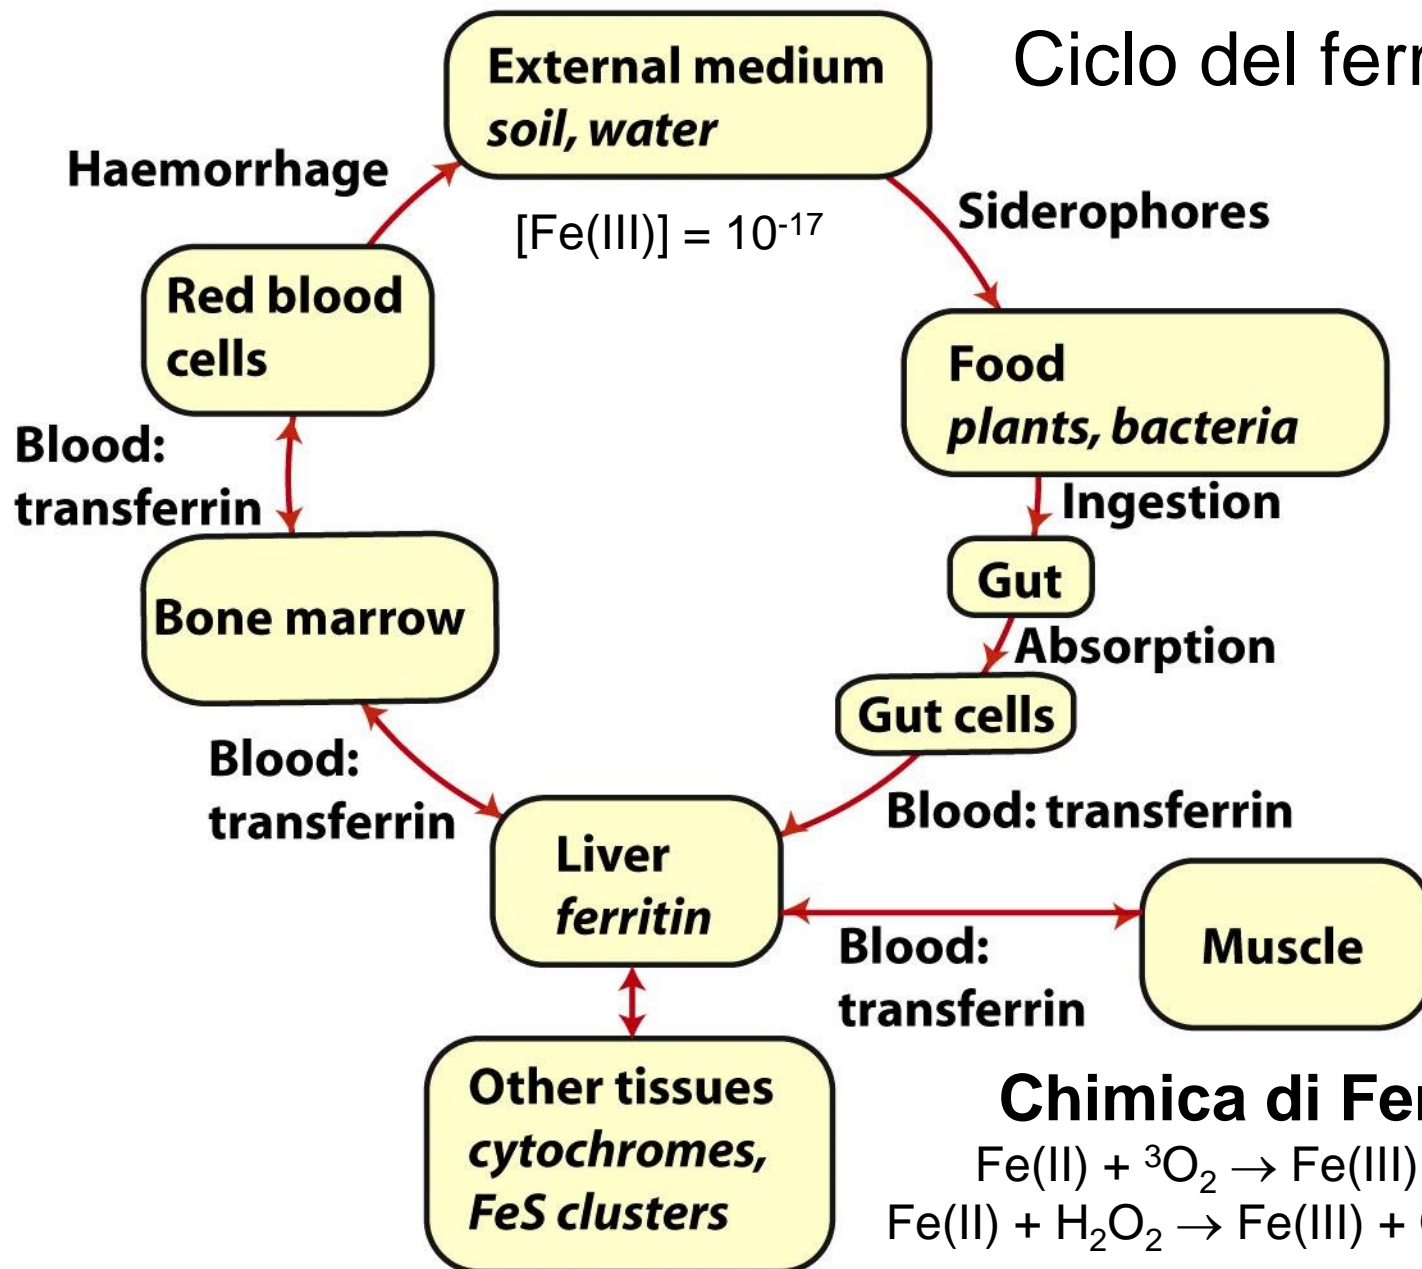 Ciclo del
External medium
soil, water
Haemorrhage
[Fe(III)] = 10⁻¹⁷
Siderophores
Red blood
cells
Food
plants, bacteria
Blood:
transferrin
Ingestion
Gut
Bone marrow
Absorption
Gut cells
Blood:
transferrin
Blood: transferrin
Liver
ferritin
Blood:
transferrin
Muscle
Other tissues
cytochromes,
FeS clusters
Chimica di
Fe(II) + ³O₂ → Fe(III)
Fe(II) + H₂O₂ → Fe(III) +